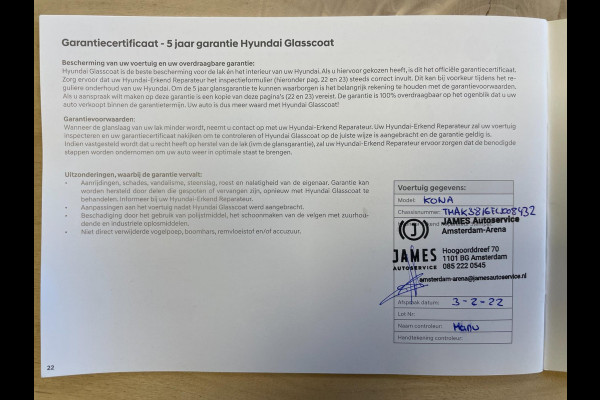 Garantiecertificaat - 5 jaar garantie Hyundai Glasscoat
Bescherming van uw voertuig en uw overdraagbare garantie:
Hyundai Glasscoat is de beste bescherming voor de lak én het interieur van uw Hyundai. Als u hiervoor gekozen heeft, is dit het officiële garantiecertificaat.
Zorg ervoor dat uw Hyundai-Erkend Reparateur het inspectieformulier (hieronder pag. 22 en 23) steeds correct invult. Dit kan bij voorkeur tijdens het re-
guliere onderhoud van uw Hyundai. Om de 5 jaar glansgarantie te kunnen waarborgen is het belangrijk rekening te houden met de garantievoorwaarden.
Als u aanspraak wilt maken op deze garantie is een kopie van deze pagina's (22 en 23) vereist. De garantie is 100% overdraagbaar op het ogenblik dat u uw
auto verkoopt binnen de garantietermijn. Uw auto is dus meer waard met Hyundai Glasscoat!
Garantievoorwaarden:
Wanneer de glanslaag van uw lak minder wordt, neemt u contact op met uw Hyundai-Erkend Reparateur. Uw Hyundai-Erkend Reparateur zal uw voertuig
inspecteren en uw garantiecertificaat nakijken om te controleren of Hyundai Glasscoat op de juiste wijze is aangebracht en de garantie geldig is.
Indien vastgesteld wordt dat u recht heeft op herstel van de lak (ivm de glansgarantie), zal uw Hyundai-Erkend Reparateur ervoor zorgen dat de benodigde
stappen worden ondernomen om uw auto weer in optimale staat te brengen.
Uitzonderingen, waarbij de garantie vervalt:
• Aanrijdingen, schades, vandalisme, steenslag, roest en nalatigheid van de eigenaar. Garantie kan
worden hersteld door delen die gespoten of vervangen zijn, opnieuw met Hyundai Glasscoat te
behandelen. Informeer bij uw Hyundai-Erkend Reparateur.
• Aanpassingen aan het voertuig nadat Hyundai Glasscoat werd aangebracht.
• Beschadiging door het gebruik van polijstmiddel, het schoonmaken van de velgen met zuurhou-
dende en industriële oplosmiddelen.
• Niet direct verwijderde vogelpoep, boomhars, remvloeistof en/of accuzuur.
Voertuig gegevens:
Model: KONA
Chassisnummer:
JAMES Autoservice
Amsterdam-Arena
JAMES
AUTOSERVICE
Hoogoorddreef 70
1101 BG Amsterdam
085 222 0545
amsterdam-arena@jamesautoservice.nl
Afspraak datum: 3-2-22
Lot Nr:
Naam controleur:
Handtekening controleur:
22